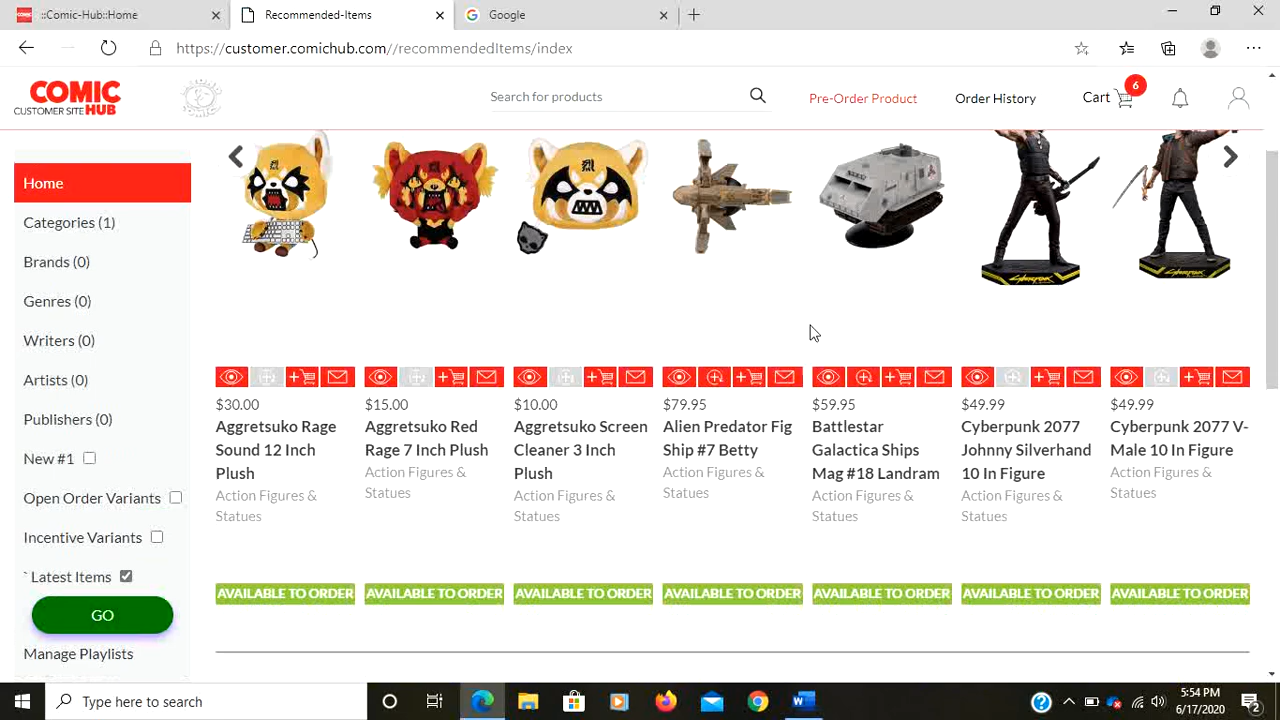 ::Comic-Hub::Home
Recommended-Items
Google
https://customer.comichub.com//recommendedItems/index
COMIC
CUSTOMER SITE HUB
Search for products
Pre-Order Product
Order History
Cart
6
Home
Categories (1)
Brands (0)
Genres (0)
Writers (0)
Artists (0)
Publishers (0)
New #1
Open Order Variants
Incentive Variants
` Latest Items
GO
Manage Playlists
$30.00
Aggretsuko Rage
Sound 12 Inch
Plush
Action Figures &
Statues
AVAILABLE TO ORDER
$15.00
Aggretsuko Red
Rage 7 Inch Plush
Action Figures &
Statues
AVAILABLE TO ORDER
$10.00
Aggretsuko Screen
Cleaner 3 Inch
Plush
Action Figures &
Statues
AVAILABLE TO ORDER
$79.95
Alien Predator Fig
Ship #7 Betty
Action Figures &
Statues
AVAILABLE TO ORDER
$59.95
Battlestar
Galactica Ships
Mag #18 Landram
Action Figures &
Statues
AVAILABLE TO ORDER
$49.99
Cyberpunk 2077
Johnny Silverhand
10 In Figure
Action Figures &
Statues
AVAILABLE TO ORDER
$49.99
Cyberpunk 2077 V-
Male 10 In Figure
Action Figures &
Statues
AVAILABLE TO ORDER
Type here to search
5:54 PM
6/17/2020
2